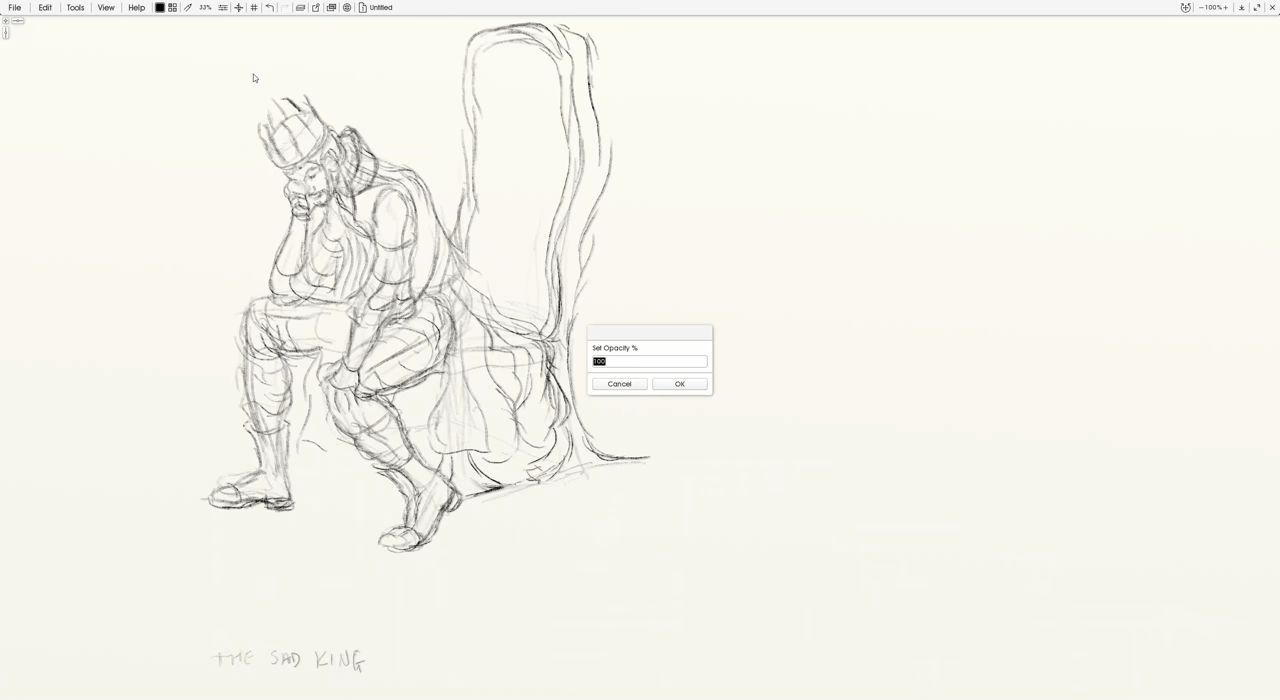 File Edit Tools View Help 33% Untitled −100%+
Set Opacity %
100
Cancel OK
THE SAD KING